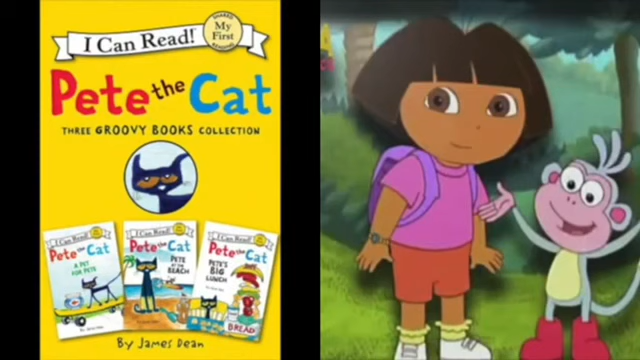 I Can Read!
SHARED
My
First
READING
Pete the Cat
THREE GROOVY BOOKS COLLECTION
I Can Read!
Pete the Cat
A PET FOR PETE
I Can Read!
Pete the Cat
PETE
AT THE
BEACH
I Can Read!
Pete the Cat
PETE'S
BIG
LUNCH
BREAD
By James Dean